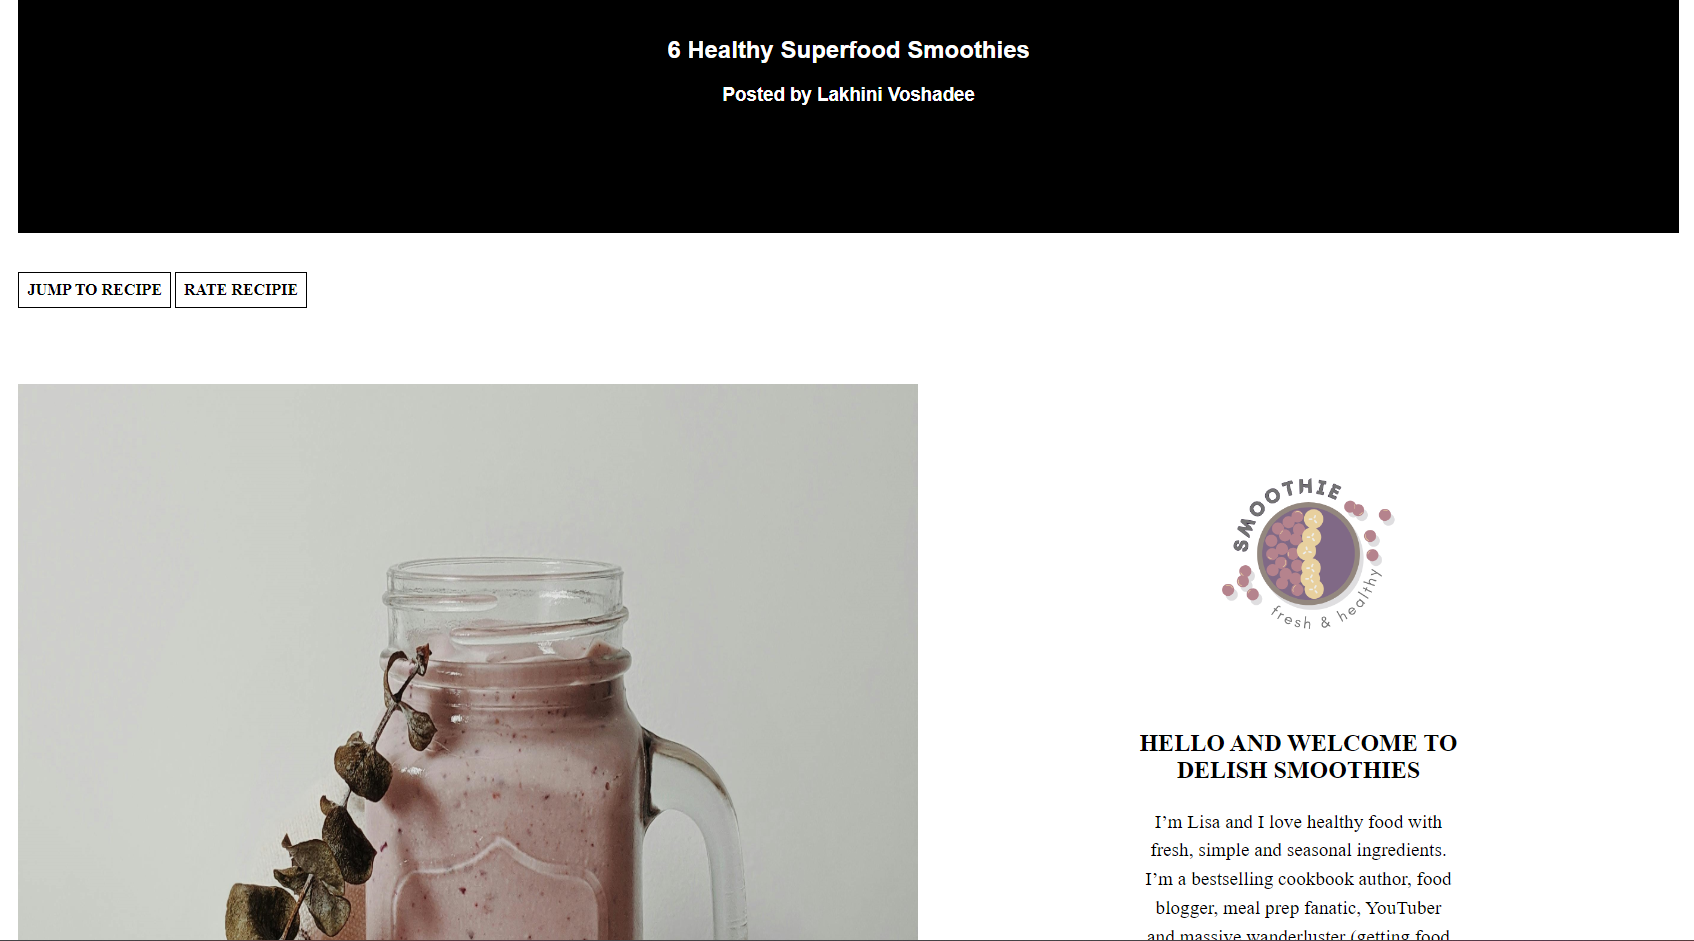 6 Healthy Superfood Smoothies
Posted by Lakhini Voshadee
JUMP TO RECIPE
RATE RECIPIE
SMOOTHIE
fresh & healthy
HELLO AND WELCOME TO
DELISH SMOOTHIES
I’m Lisa and I love healthy food with
fresh, simple and seasonal ingredients.
I’m a bestselling cookbook author, food
blogger, meal prep fanatic, YouTuber
and massive wanderluster (getting food